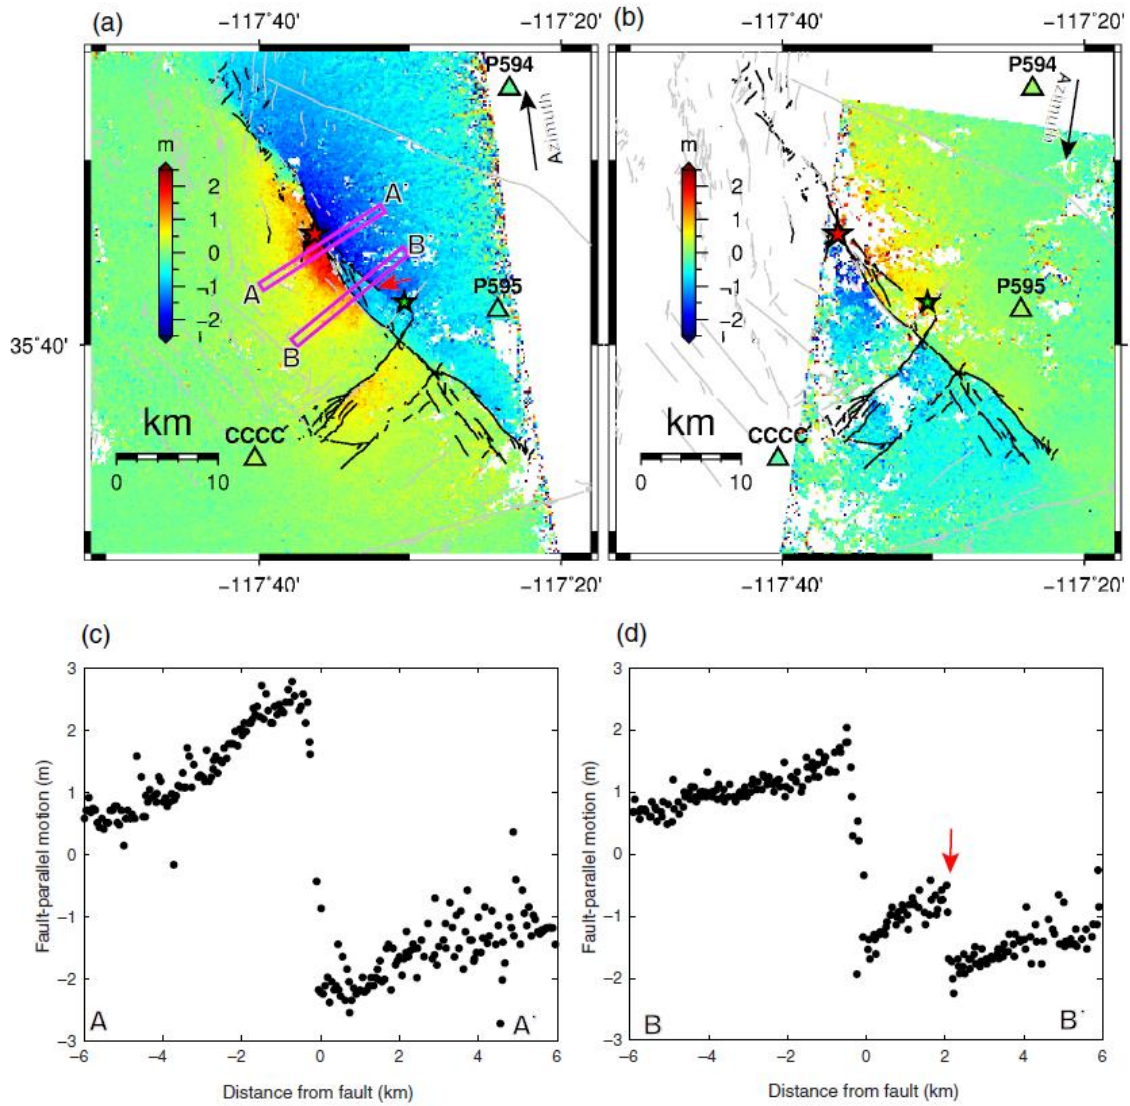 (a)
(b)
−117˚40'
−117˚20'
−117˚40'
−117˚20'
P594
P594
Azimuth
Azimuth
m
m
2
1
0
−1
−2
2
1
0
−1
−2
A'
B'
A
B
P595
P595
35˚40'
km
km
CCCC
CCCC
0
10
0
10
−117˚40'
−117˚20'
−117˚40'
−117˚20'
(c)
(d)
3
2
1
0
−1
−2
−3
Fault-parallel motion (m)
A
A'
−6
−4
−2
0
2
4
6
Distance from fault (km)
3
2
1
0
−1
−2
−3
Fault-parallel motion (m)
B
B'
−6
−4
−2
0
2
4
6
Distance from fault (km)